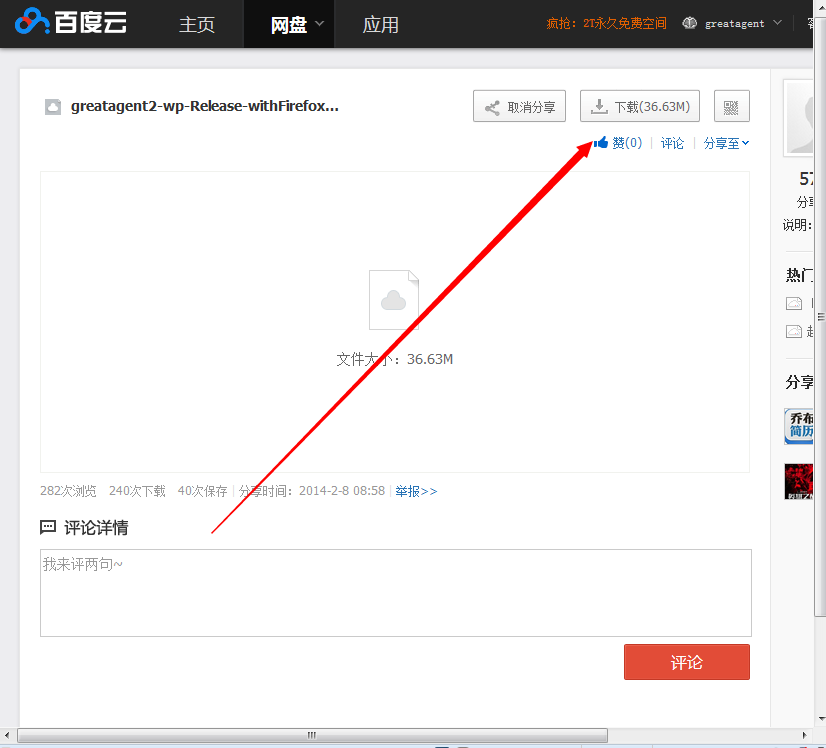 百度云 主页 网盘 应用 疯抢：2T永久免费空间 greatagent
greatagent2-wp-Release-withFirefox... 取消分享 下载(36.63M)
赞(0) 评论 分享至
说明:
热门
文件大小：36.63M
分享
乔布
简历
282次浏览 240次下载 40次保存 分享时间：2014-2-8 08:58 举报>>
评论详情
我来评两句~
评论